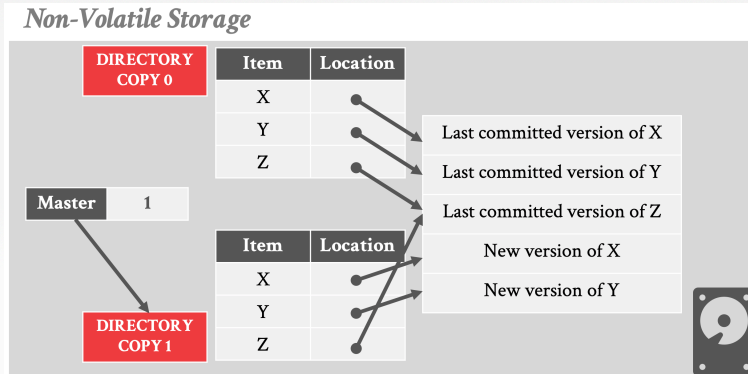 Non-Volatile Storage
DIRECTORY
COPY 0
Item Location
X
Y
Z
Last committed version of X
Last committed version of Y
Last committed version of Z
New version of X
New version of Y
Master 1
Item Location
X
Y
Z
DIRECTORY
COPY 1